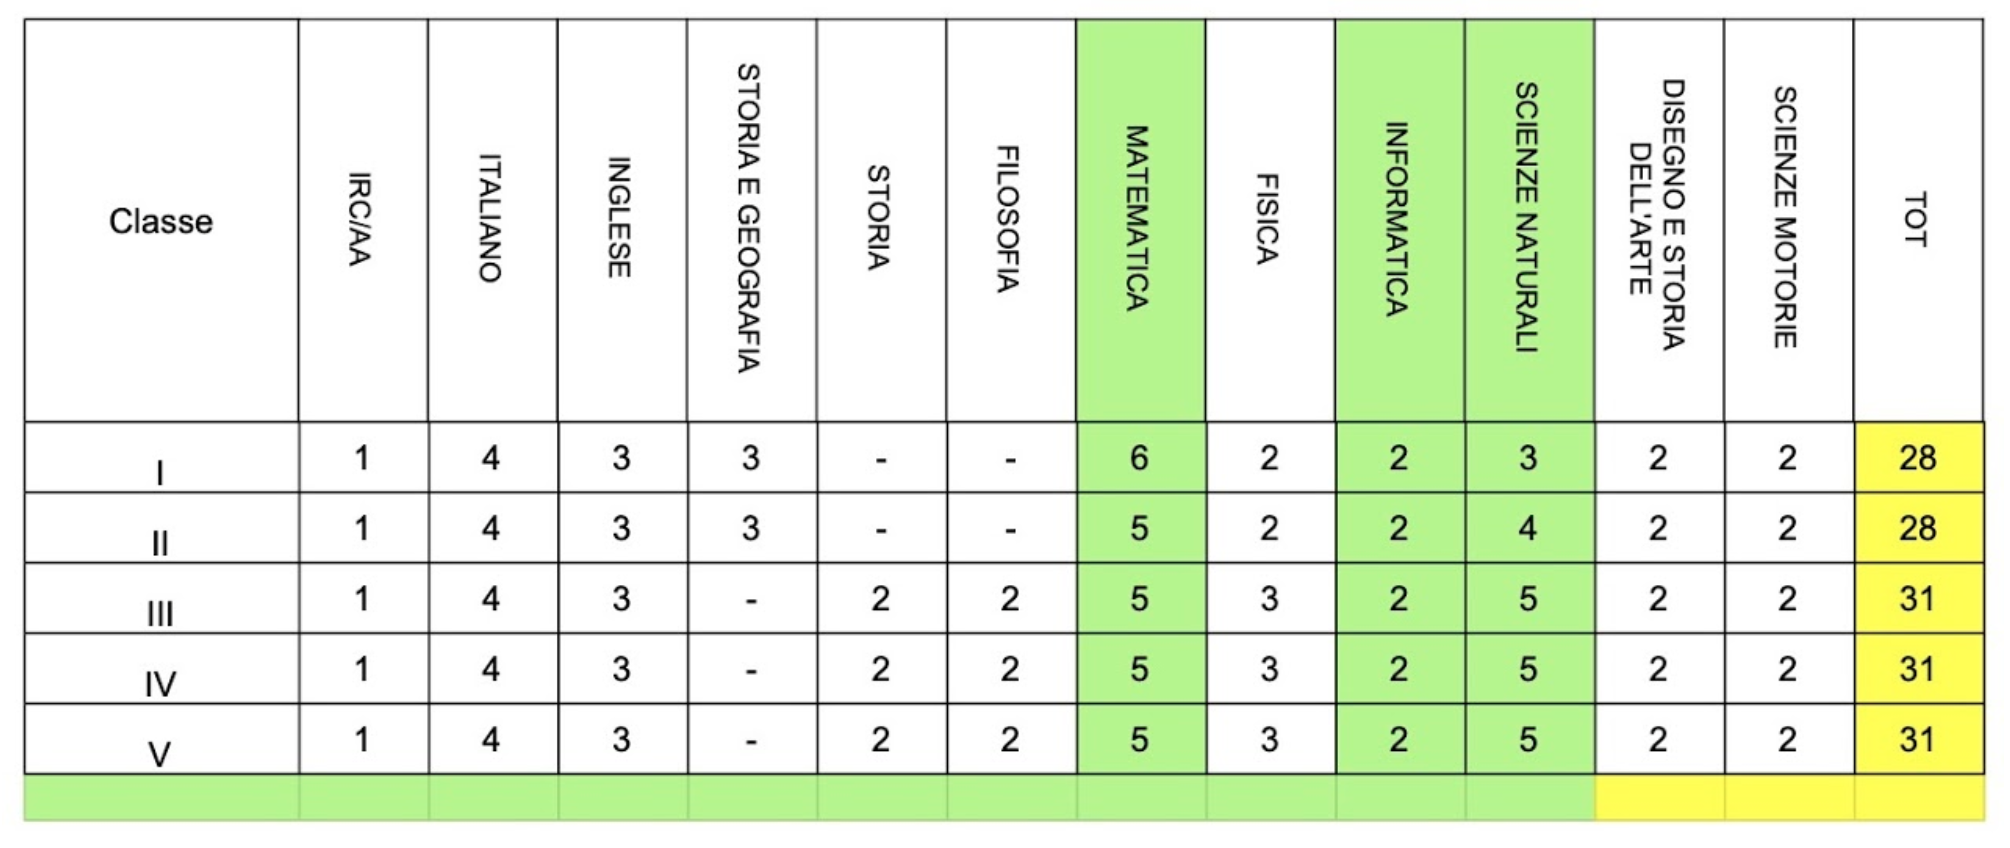 Classe IRC/AA ITALIANO INGLESE STORIA E GEOGRAFIA STORIA FILOSOFIA MATEMATICA FISICA INFORMATICA SCIENZE NATURALI DISEGNO E STORIA DELL'ARTE SCIENZE MOTORIE TOT
I 1 4 3 3 - - 6 2 2 3 2 2 28
II 1 4 3 3 - - 5 2 2 4 2 2 28
III 1 4 3 - 2 2 5 3 2 5 2 2 31
IV 1 4 3 - 2 2 5 3 2 5 2 2 31
V 1 4 3 - 2 2 5 3 2 5 2 2 31